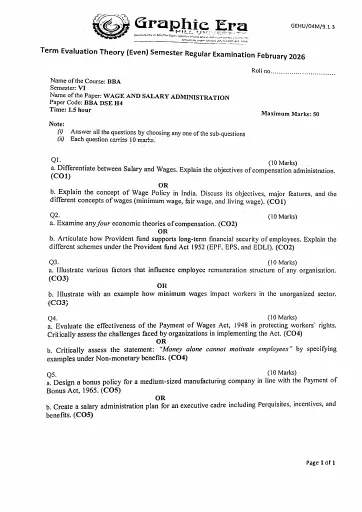 Graphic Era
HILL UNIVERSITY
GEHU/04M/9.1.3
Term Evaluation Theory (Even) Semester Regular Examination February 2026
Roll no..............................
Name of the Course: BBA
Semester: VI
Name of the Paper: WAGE AND SALARY ADMINISTRATION
Paper Code: BBA DSE H4
Time: 1.5 hour
Maximum Marks: 50
Note:
(i) Answer all the questions by choosing any one of the sub-questions
(ii) Each question carries 10 marks.
Q1. (10 Marks)
a. Differentiate between Salary and Wages. Explain the objectives of compensation administration.
(CO1)
OR
b. Explain the concept of Wage Policy in India. Discuss its objectives, major features, and the
different concepts of wages (minimum wage, fair wage, and living wage). (CO1)
Q2. (10 Marks)
a. Examine any four economic theories of compensation. (CO2)
OR
b. Articulate how Provident fund supports long-term financial security of employees. Explain the
different schemes under the Provident fund Act 1952 (EPF, EPS, and EDLI). (CO2)
Q3. (10 Marks)
a. Illustrate various factors that influence employee remuneration structure of any organisation.
(CO3)
OR
b. Illustrate with an example how minimum wages impact workers in the unorganized sector.
(CO3)
Q4. (10 Marks)
a. Evaluate the effectiveness of the Payment of Wages Act, 1948 in protecting workers' rights.
Critically assess the challenges faced by organizations in implementing the Act. (CO4)
OR
b. Critically assess the statement: "Money alone cannot motivate employees" by specifying
examples under Non-monetary benefits. (CO4)
Q5. (10 Marks)
a. Design a bonus policy for a medium-sized manufacturing company in line with the Payment of
Bonus Act, 1965. (CO5)
OR
b. Create a salary administration plan for an executive cadre including Perquisites, incentives, and
benefits. (CO5)
Page 1 of 1